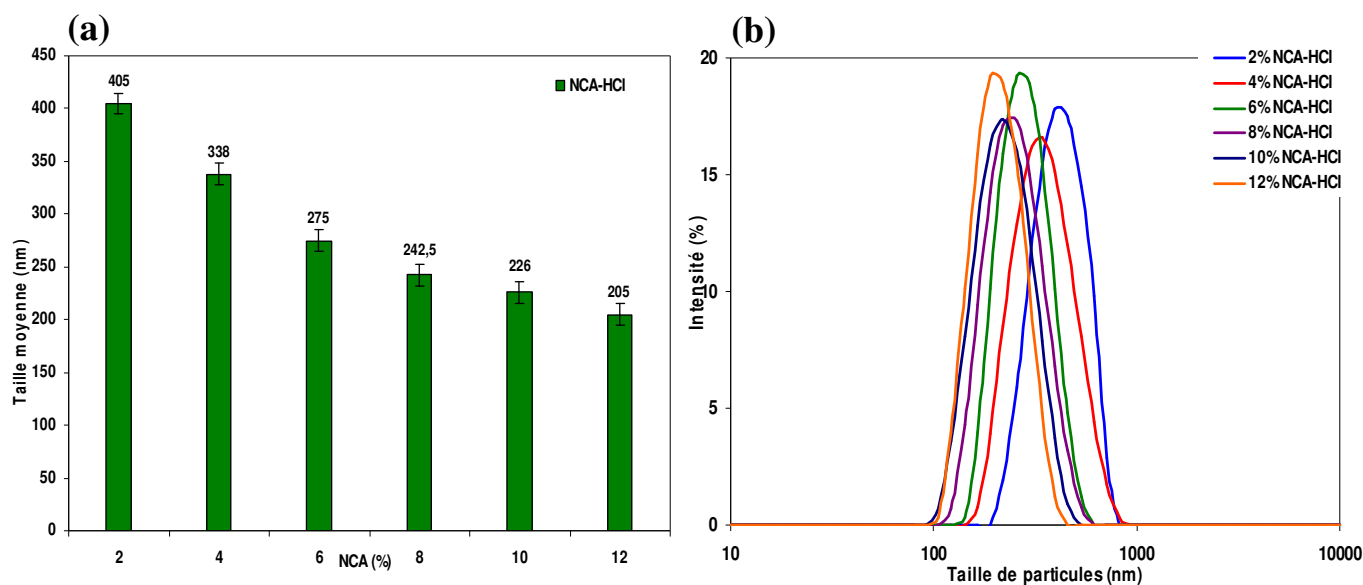 (a)
450
400
350
300
250
200
150
100
50
0
Taille moyenne (nm)
405
338
275
242,5
226
205
NCA-HCl
2 4 6 8 10 12
NCA (%)
(b)
20
15
10
5
0
Intensité (%)
2% NCA-HCl
4% NCA-HCl
6% NCA-HCl
8% NCA-HCl
10% NCA-HCl
12% NCA-HCl
10 100 1000 10000
Taille de particules (nm)